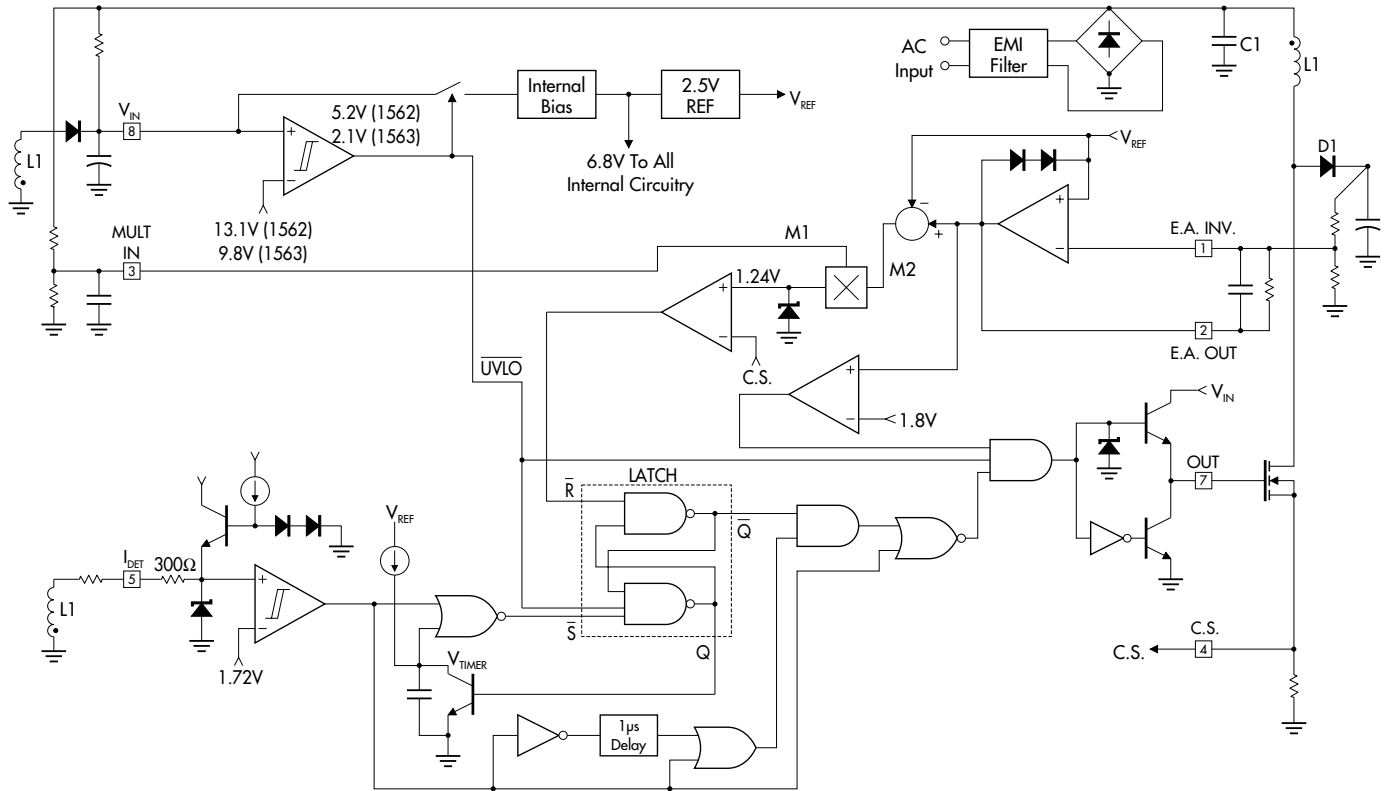 AC
Input
EMI
Filter
C1
L1
V_IN
8
L1
5.2V (1562)
2.1V (1563)
Internal
Bias
2.5V
REF
V_REF
6.8V To All
Internal Circuitry
13.1V (1562)
9.8V (1563)
+
−
MULT
IN
3
M1
M2
V_REF
−
+
+
−
E.A. INV.
1
2
E.A. OUT
D1
1.24V
+
−
C.S.
UVLO
+
−
1.8V
V_IN
OUT
7
LATCH
R
Q
S
Q
V_REF
I_DET
5
300Ω
L1
+
−
1.72V
V_TIMER
1µs
Delay
C.S.
C.S.
4